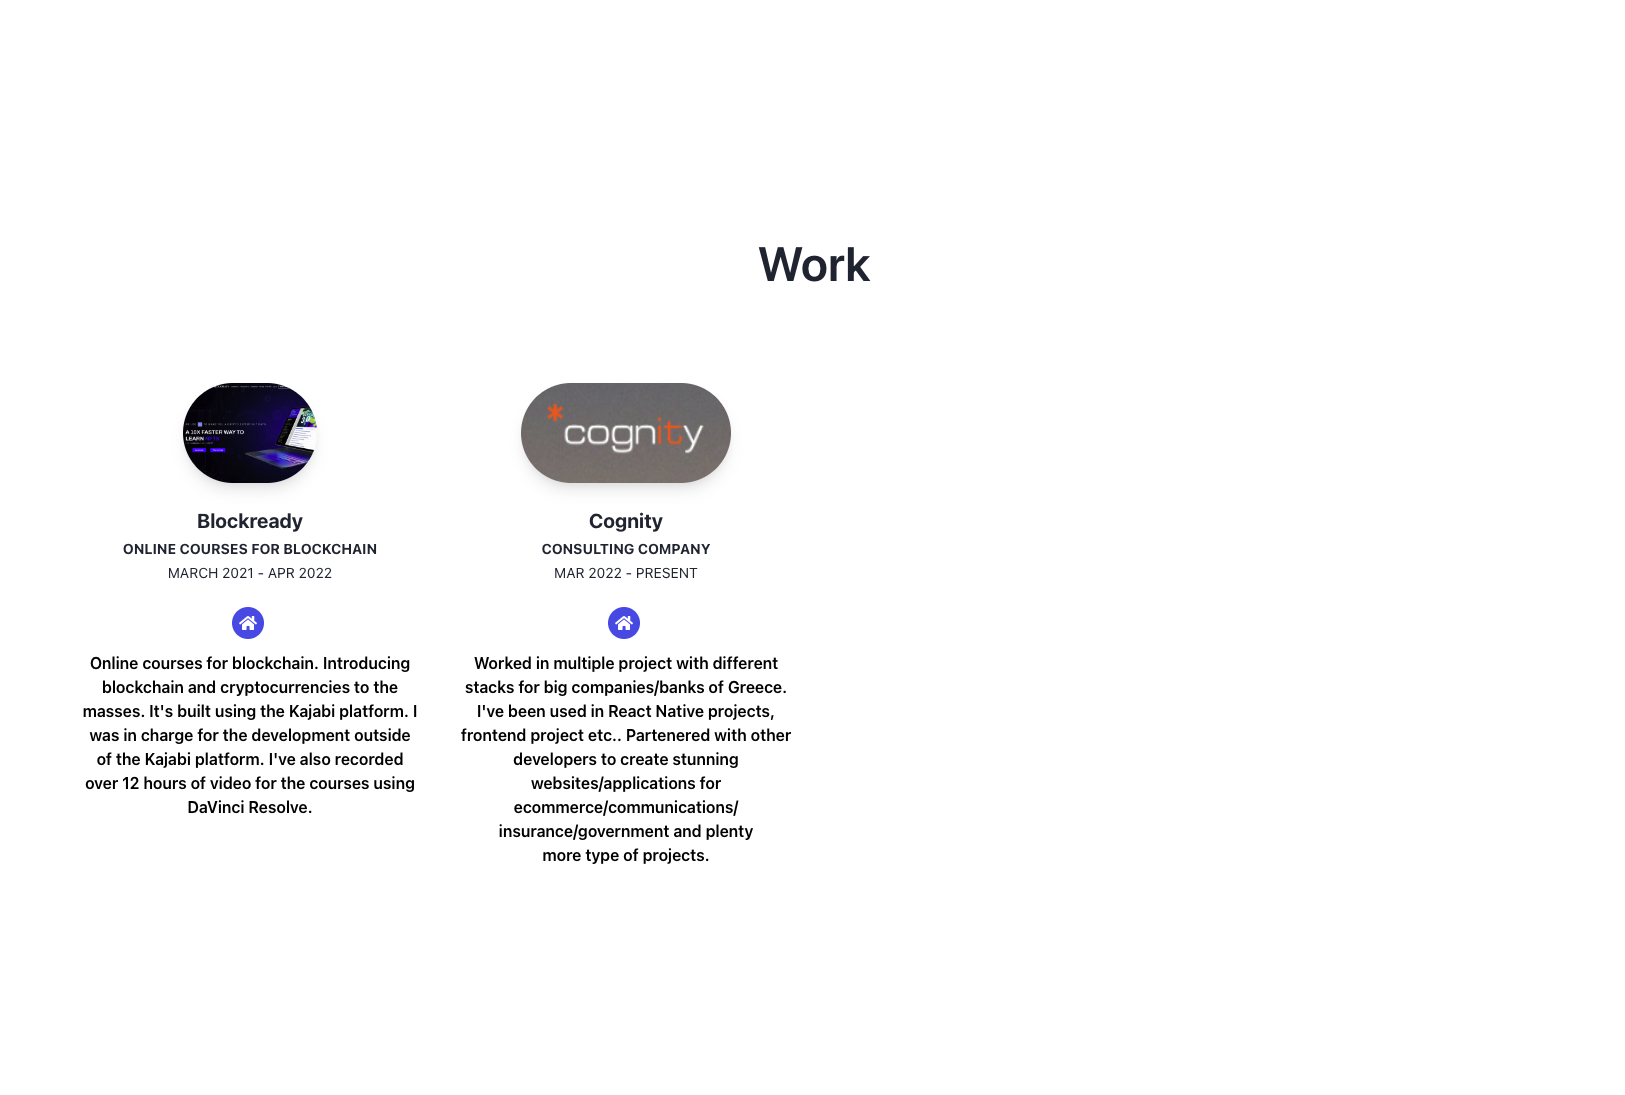 Work
A 10X FASTER WAY TO
LEARN
cognity
Blockready
ONLINE COURSES FOR BLOCKCHAIN
MARCH 2021 - APR 2022
Online courses for blockchain. Introducing
blockchain and cryptocurrencies to the
masses. It's built using the Kajabi platform. I
was in charge for the development outside
of the Kajabi platform. I've also recorded
over 12 hours of video for the courses using
DaVinci Resolve.
Cognity
CONSULTING COMPANY
MAR 2022 - PRESENT
Worked in multiple project with different
stacks for big companies/banks of Greece.
I've been used in React Native projects,
frontend project etc.. Partenered with other
developers to create stunning
websites/applications for
ecommerce/communications/
insurance/government and plenty
more type of projects.